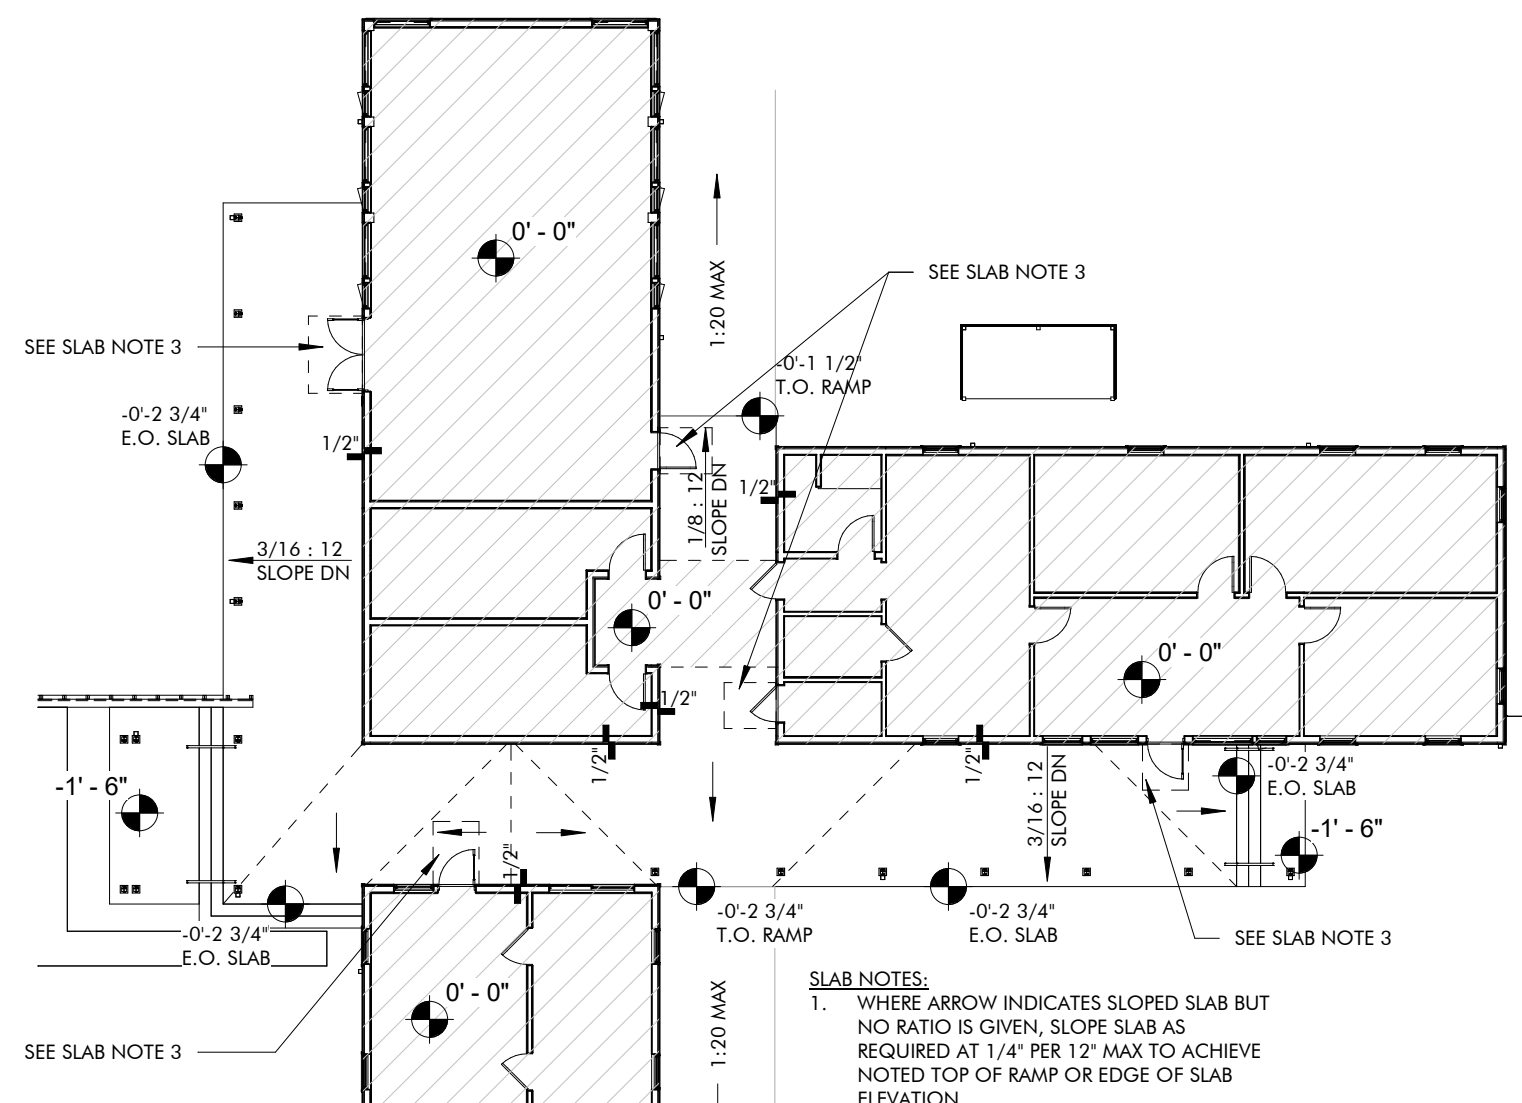 0' - 0"
1:20 MAX
SEE SLAB NOTE 3
SEE SLAB NOTE 3
-0'-1 1/2"
T.O. RAMP
-0'-2 3/4"
E.O. SLAB
1/2"
1/8 : 12
SLOPE DN
1/2"
3/16 : 12
SLOPE DN
0' - 0"
0' - 0"
1/2"
1/2"
1/2"
3/16 : 12
SLOPE DN
-0'-2 3/4"
E.O. SLAB
-1' - 6"
-1' - 6"
1/2"
-0'-2 3/4"
E.O. SLAB
-0'-2 3/4"
T.O. RAMP
-0'-2 3/4"
E.O. SLAB
SEE SLAB NOTE 3
0' - 0"
1:20 MAX
SEE SLAB NOTE 3
SLAB NOTES:
1. WHERE ARROW INDICATES SLOPED SLAB BUT
NO RATIO IS GIVEN, SLOPE SLAB AS
REQUIRED AT 1/4" PER 12" MAX TO ACHIEVE
NOTED TOP OF RAMP OR EDGE OF SLAB
ELEVATION